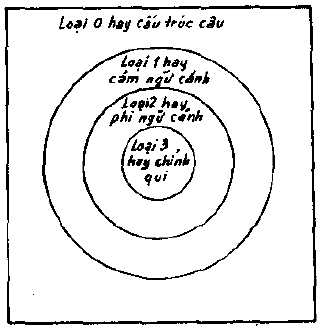 Loại 0 hay cấu trúc câu
Loại 1 hay
cảm ngữ cảnh
Loại 2 hay
phi ngữ cảnh
Loại 3
hay chính
qui